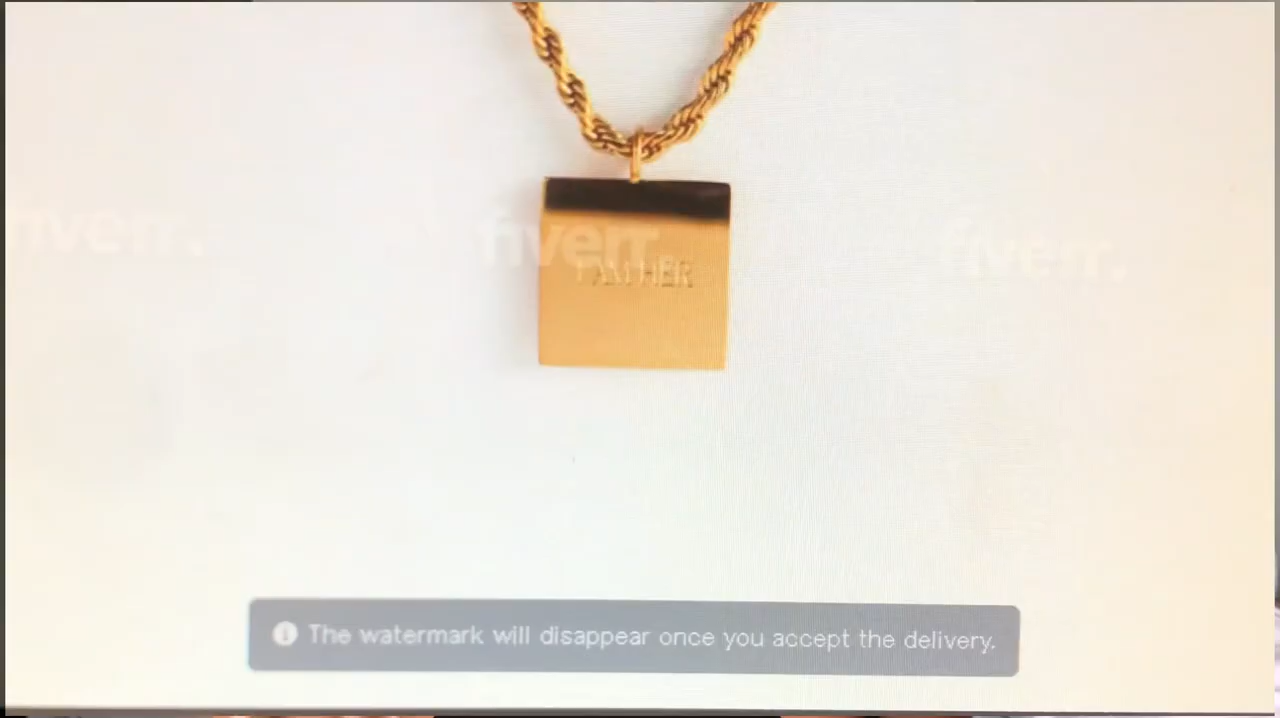 fiverr.
fiverr
fiverr.
I AM HER
The watermark will disappear once you accept the delivery.